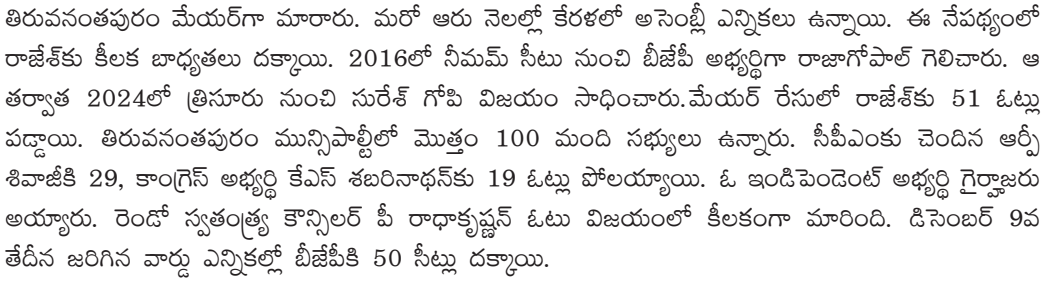 తిరువనంతపురం మేయర్‌గా మారారు. మరో ఆరు నెలల్లో కేరళలో అసెంబ్లీ ఎన్నికలు ఉన్నాయి. ఈ నేపథ్యంలో
రాజేశ్‌కు కీలక బాధ్యతలు దక్కాయి. 2016లో నీమమ్ సీటు నుంచి బీజేపీ అభ్యర్థిగా రాజాగోపాల్ గెలిచారు. ఆ
తర్వాత 2024లో త్రిసూరు నుంచి సురేశ్ గోపి విజయం సాధించారు.మేయర్ రేసులో రాజేశ్‌కు 51 ఓట్లు
పడ్డాయి. తిరువనంతపురం మున్సిపాల్టీలో మొత్తం 100 మంది సభ్యులు ఉన్నారు. సీపీఎంకు చెందిన ఆర్పీ
శివాజీకి 29, కాంగ్రెస్ అభ్యర్థి కేఎస్ శబరినాథన్‌కు 19 ఓట్లు పోలయ్యాయి. ఓ ఇండిపెండెంట్ అభ్యర్థి గైర్హాజరు
అయ్యారు. రెండో స్వతంత్ర్య కౌన్సిలర్ పీ రాధాకృష్ణన్ ఓటు విజయంలో కీలకంగా మారింది. డిసెంబర్ 9వ
తేదీన జరిగిన వార్డు ఎన్నికల్లో బీజేపీకి 50 సీట్లు దక్కాయి.